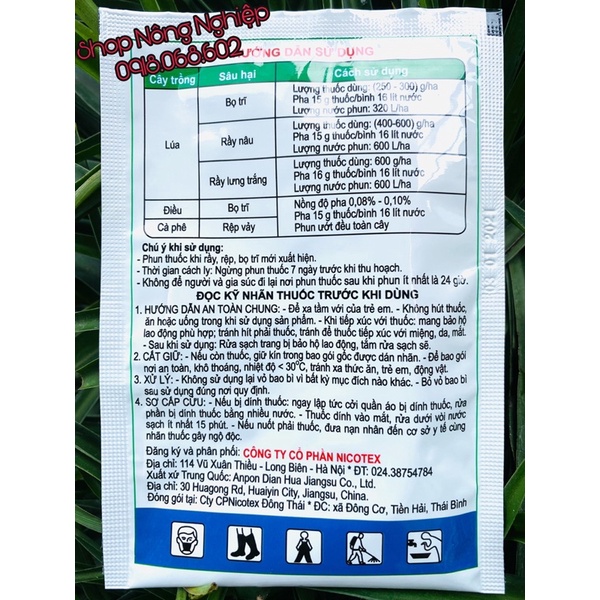 Shop Nông Nghiệp
0918.068.602
HƯỚNG DẪN SỬ DỤNG
Cây trồng Sâu hại Cách sử dụng
Lúa
Bọ trĩ
Lượng thuốc dùng: (250 - 300) g/ha
Pha 15 g thuốc/bình 16 lít nước
Lượng nước phun: 320 L/ha
Rầy nâu
Lượng thuốc dùng: (400-600) g/ha
Pha 15 g thuốc/bình 16 lít nước
Lượng nước phun: 600 L/ha
Rầy lưng trắng
Lượng thuốc dùng: 600 g/ha
Pha 16 g thuốc/bình 16 lít nước
Lượng nước phun: 600 L/ha
Điều Bọ trĩ
Cà phê Rệp vảy
Nồng độ pha 0,08% - 0,10%
Pha 15 g thuốc/bình 16 lít nước
Phun ướt đều toàn cây
Chú ý khi sử dụng:
- Phun thuốc khi rầy, rệp, bọ trĩ mới xuất hiện.
- Thời gian cách ly: Ngừng phun thuốc 7 ngày trước khi thu hoạch.
- Không để người và gia súc đi lại nơi phun thuốc sau khi phun ít nhất là 24 giờ.
ĐỌC KỸ NHÃN THUỐC TRƯỚC KHI DÙNG
1. HƯỚNG DẪN AN TOÀN CHUNG: - Để xa tầm với của trẻ em. - Không hút thuốc,
ăn hoặc uống trong khi sử dụng sản phẩm. - Khi tiếp xúc với thuốc: mang bảo hộ
lao động phù hợp; tránh hít phải thuốc, tránh để thuốc tiếp xúc với miệng, da, mắt.
- Sau khi sử dụng: Rửa sạch trang bị bảo hộ lao động, tắm rửa sạch sẽ.
2. CẤT GIỮ: - Nếu còn thuốc, giữ kín trong bao gói gốc được dán nhãn. - Để bao gói
nơi an toàn, khô thoáng, nhiệt độ < 30°C, tránh xa thức ăn, trẻ em, động vật.
3. XỬ LÝ: - Không sử dụng lại vỏ bao bì vì bất kỳ mục đích nào khác. - Bỏ vỏ bao bì
sau sử dụng đúng nơi quy định.
4. SƠ CẤP CỨU: - Nếu bị dính thuốc: ngay lập tức cởi quần áo bị dính thuốc, rửa
phần bị dính thuốc bằng nhiều nước. - Thuốc dính vào mắt, rửa dưới vòi nước
sạch ít nhất 15 phút. - Nếu nuốt phải thuốc, đưa nạn nhân đến cơ sở y tế cùng
nhãn thuốc gây ngộ độc.
Đăng ký và phân phối: CÔNG TY CỔ PHẦN NICOTEX
Địa chỉ: 114 Vũ Xuân Thiều - Long Biên - Hà Nội * ĐT: 024.38754784
Xuất xứ Trung Quốc: Anpon Dian Hua Jiangsu Co., Ltd.
Địa chỉ: 30 Huagong Rd, Huaiyin City, Jiangsu, China.
Đóng gói tại: Cty CPNicotex Đông Thái * ĐC: xã Đông Cơ, Tiền Hải, Thái Bình